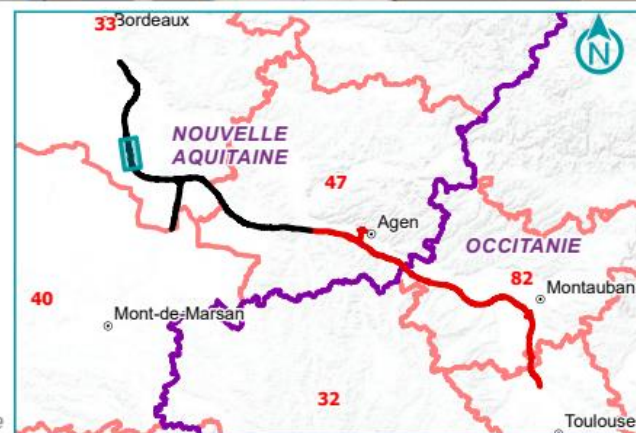 33
Bordeaux
N
NOUVELLE
AQUITAINE
47
Agen
OCCITANIE
82
40
Montauban
Mont-de-Marsan
32
Toulouse